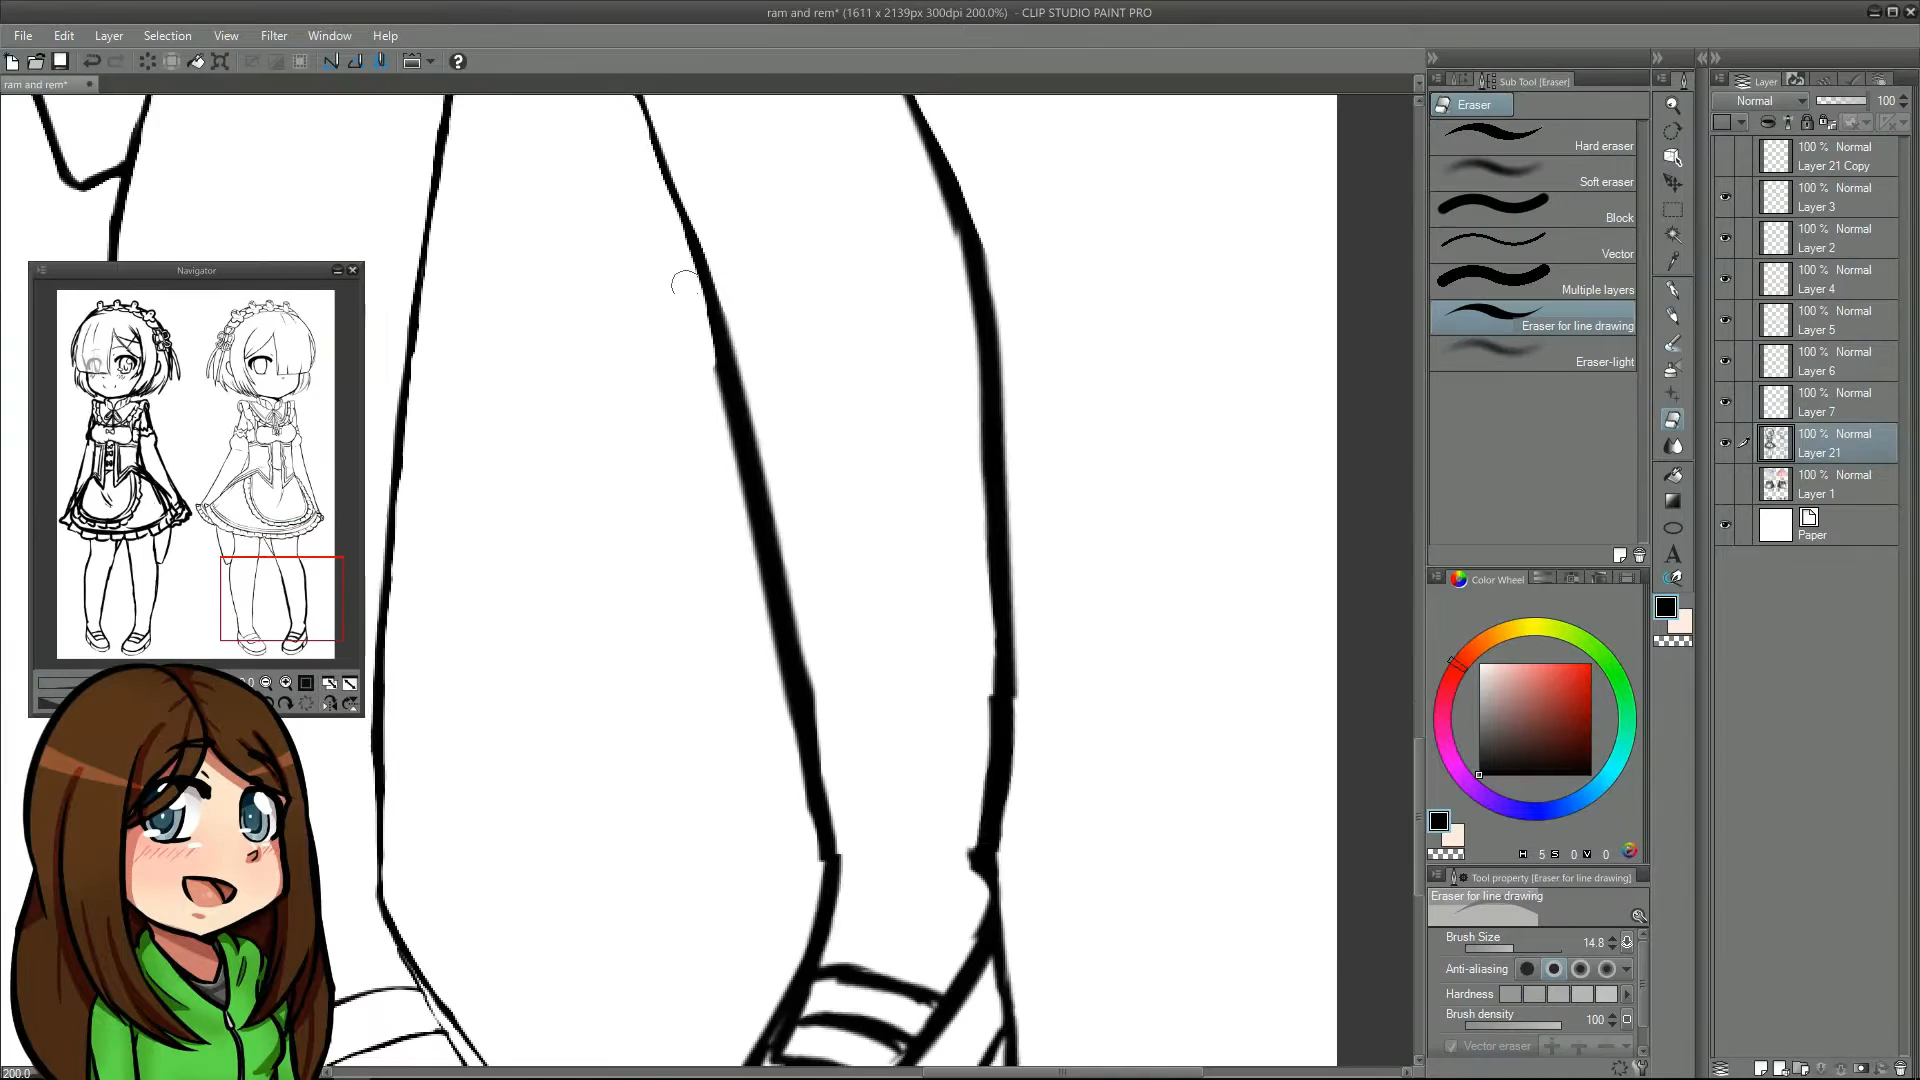 ram and rem* (1611 x 2139px 300dpi 200.0%) - CLIP STUDIO PAINT PRO
File Edit Layer Selection View Filter Window Help
ram and rem*
Sub Tool [Eraser]
Eraser
Hard eraser
Soft eraser
Block
Vector
Multiple layers
Eraser for line drawing
Eraser-light
Layer
Normal 100
100 % Normal
Layer 21 Copy
100 % Normal
Layer 3
100 % Normal
Layer 2
100 % Normal
Layer 4
100 % Normal
Layer 5
100 % Normal
Layer 6
100 % Normal
Layer 7
100 % Normal
Layer 21
100 % Normal
Layer 1
Paper
Navigator
Color Wheel
H 5 S 0 V 0
Tool property [Eraser for line drawing]
Eraser for line drawing
Brush Size 14.8
Anti-aliasing
Hardness
Brush density 100
Vector eraser
200.0